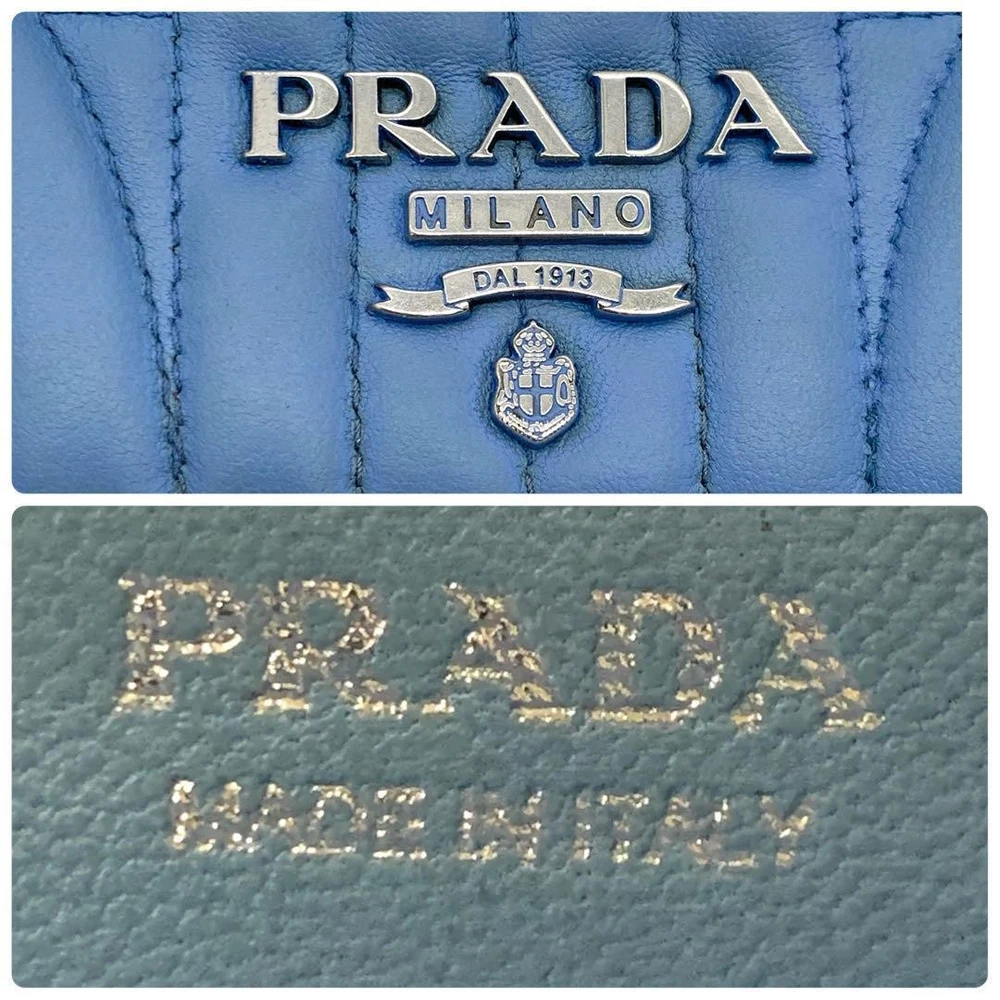 PRADA
MILANO
DAL 1913
PRADA
MADE IN ITALY